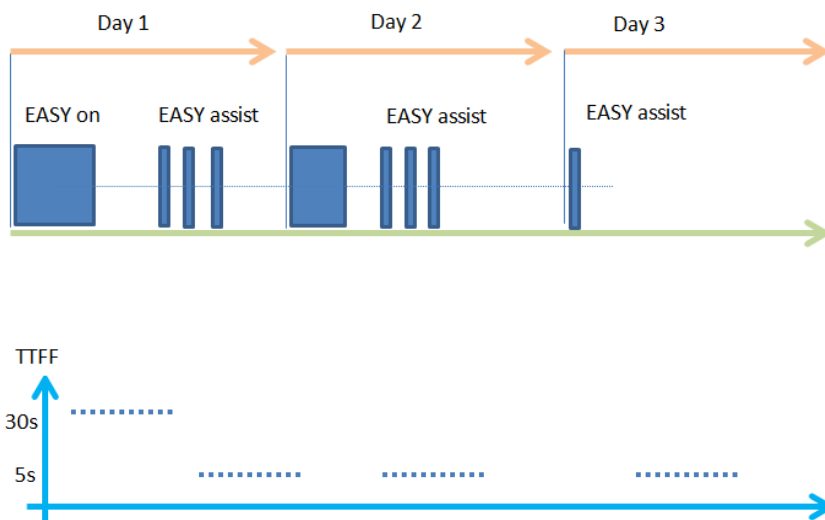 Day 1
Day 2
Day 3
EASY on
EASY assist
EASY assist
EASY assist
TTFF
30s
5s